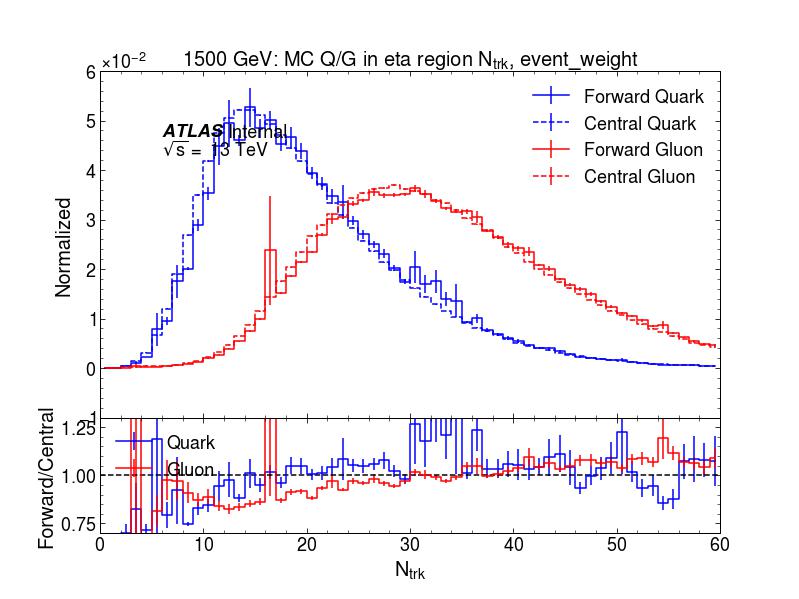 ×10⁻²
1500 GeV: MC Q/G in eta region N_trk, event_weight
6
5
4
3
2
1
0
−1
Normalized
ATLAS Internal
√s = 13 TeV
Forward Quark
Central Quark
Forward Gluon
Central Gluon
1.25
1.00
0.75
Forward/Central
Quark
Gluon
0 10 20 30 40 50 60
N_trk